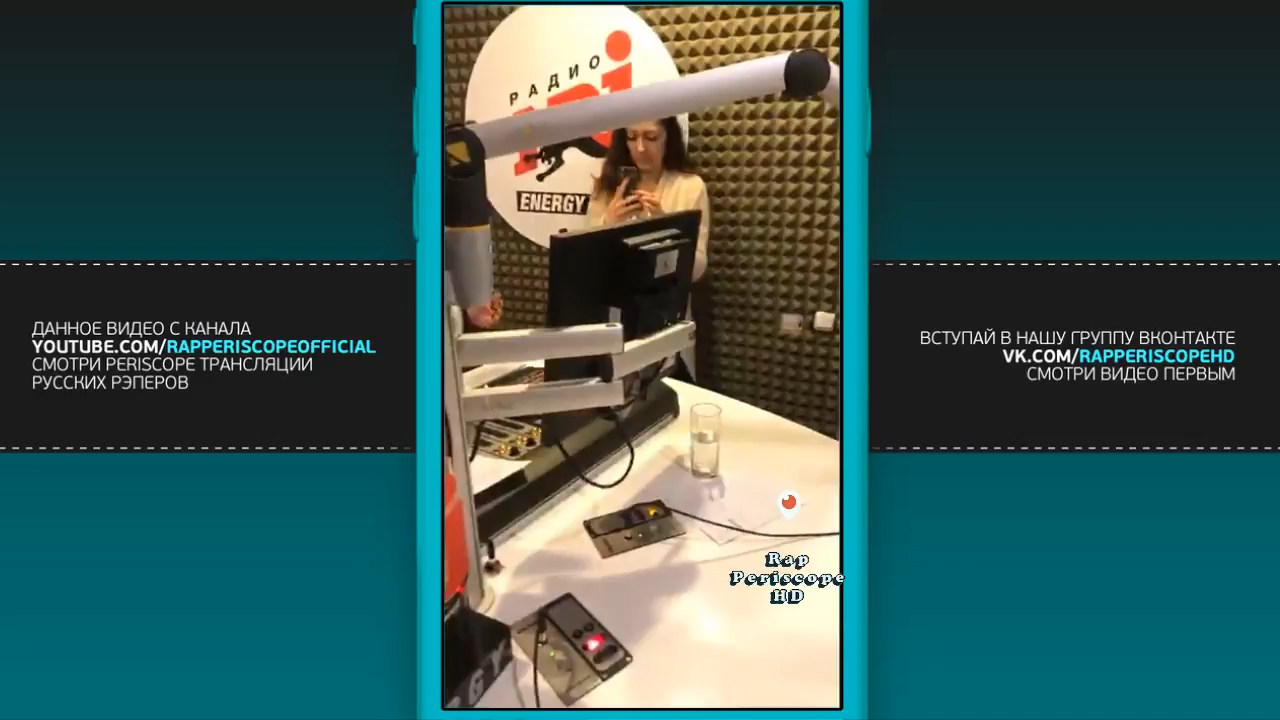 ДАННОЕ ВИДЕО С КАНАЛА
YOUTUBE.COM/RAPPERISCOPEOFFICIAL
СМОТРИ PERISCOPE ТРАНСЛЯЦИИ
РУССКИХ РЭПЕРОВ
РАДИО
ENERGY
Rap
Periscope
HD
ВСТУПАЙ В НАШУ ГРУППУ ВКОНТАКТЕ
VK.COM/RAPPERISCOPEHD
СМОТРИ ВИДЕО ПЕРВЫМ